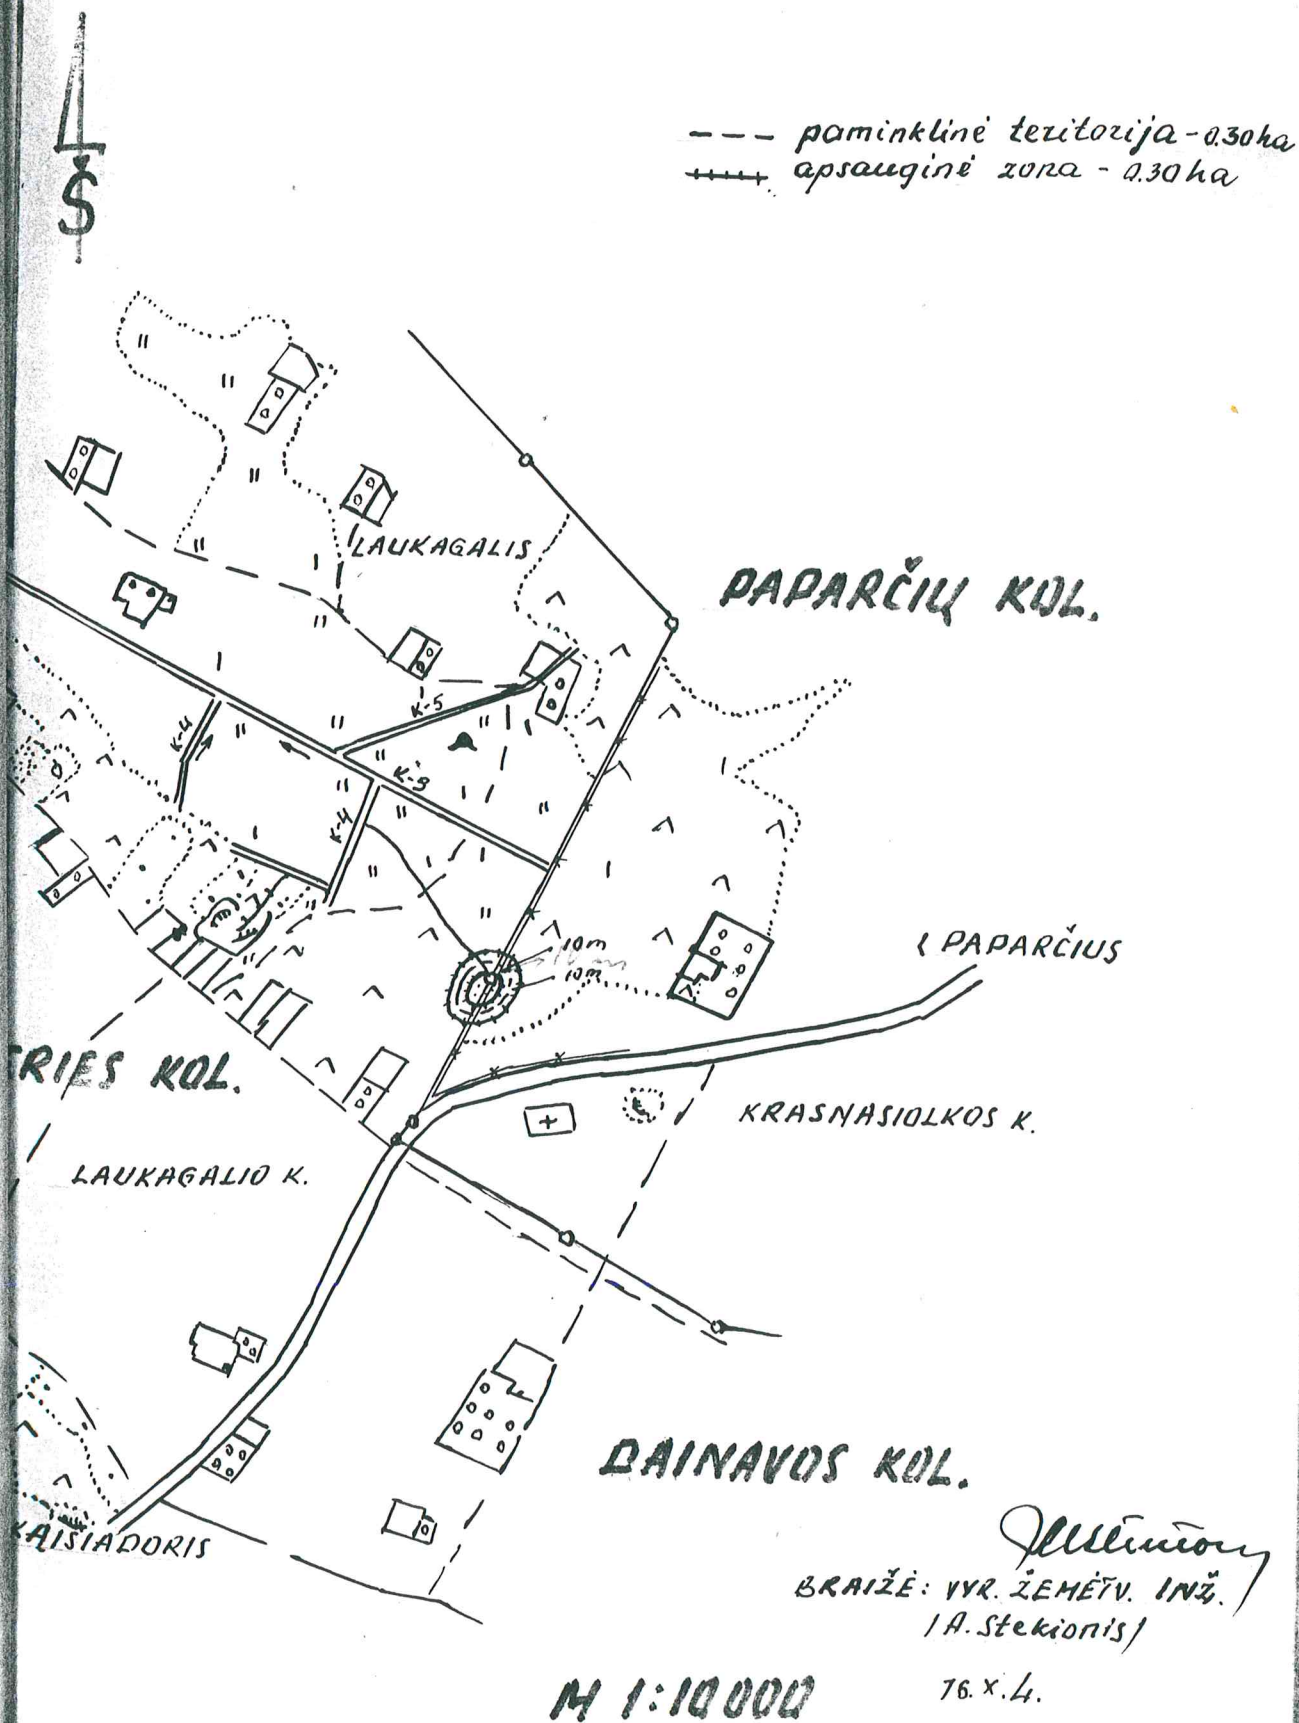 Š
--- paminklinė teritorija - 0.30 ha
apsauginė zona - 0.30 ha
LAUKAGALIS
PAPARČIŲ KOL.
K-5
K-4
K-3
K-4
10m
10m
10m
Į PAPARČIUS
RIES KOL.
KRASNASIOLKOS K.
LAUKAGALIO K.
DAINAVOS KOL.
KAIŠIADORIS
BRAIŽĖ: VYR. ŽEMĖTV. INŽ.
/A. Stekionis/
M 1:10000
76.X.4.